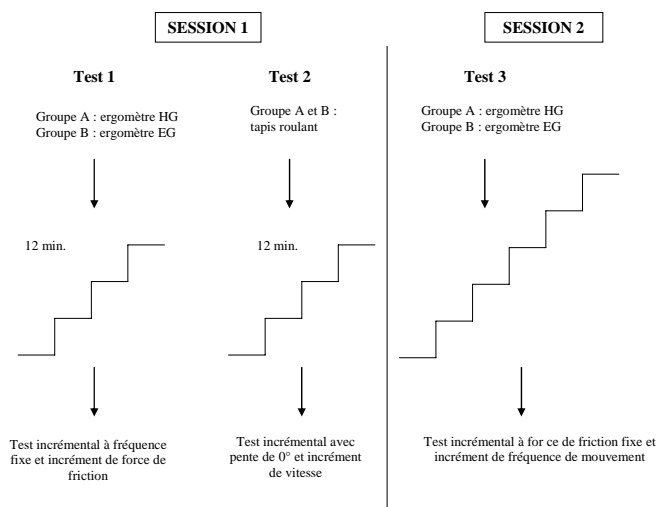 SESSION 1
Test 1
Groupe A : ergomètre HG
Groupe B : ergomètre EG
12 min.
Test incrémental à fréquence
fixe et incrément de force de
friction
Test 2
Groupe A et B :
tapis roulant
12 min.
Test incrémental avec
pente de 0° et incrément
de vitesse
SESSION 2
Test 3
Groupe A : ergomètre HG
Groupe B : ergomètre EG
Test incrémental à for ce de friction fixe et
incrément de fréquence de mouvement